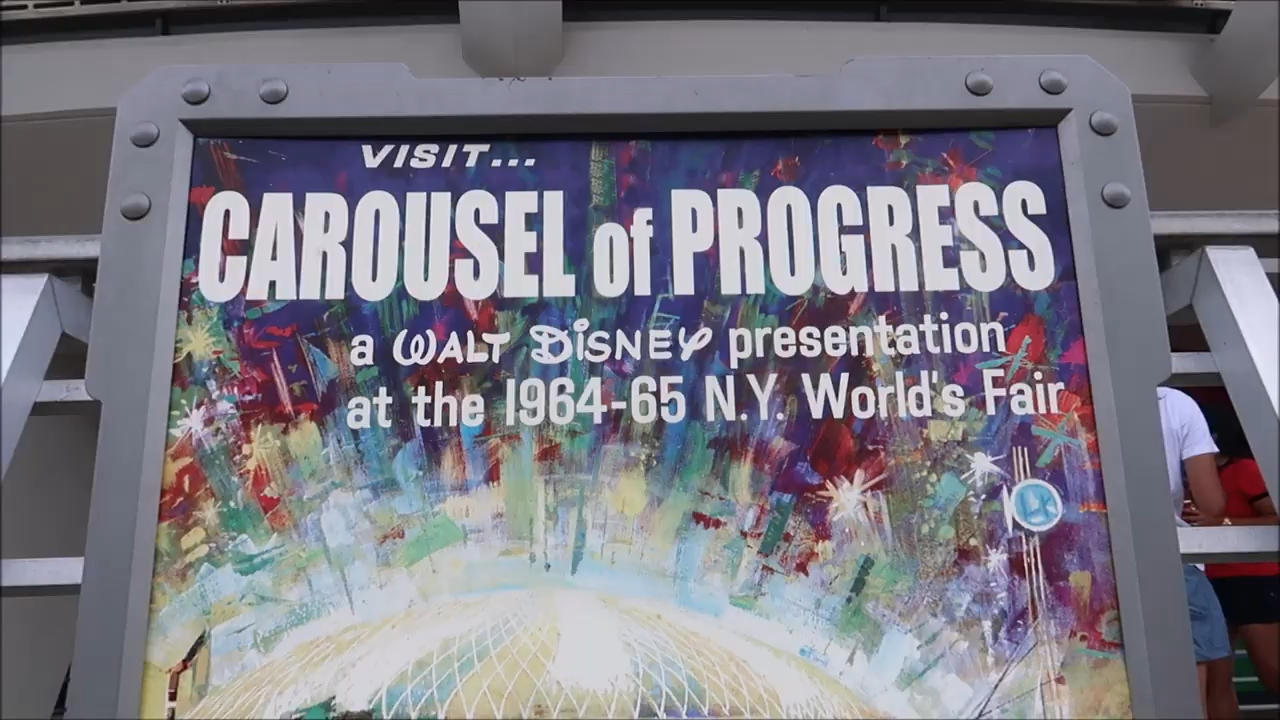 VISIT...
CAROUSEL of PROGRESS
a WALT DISNEY presentation
at the 1964-65 N.Y. World's Fair